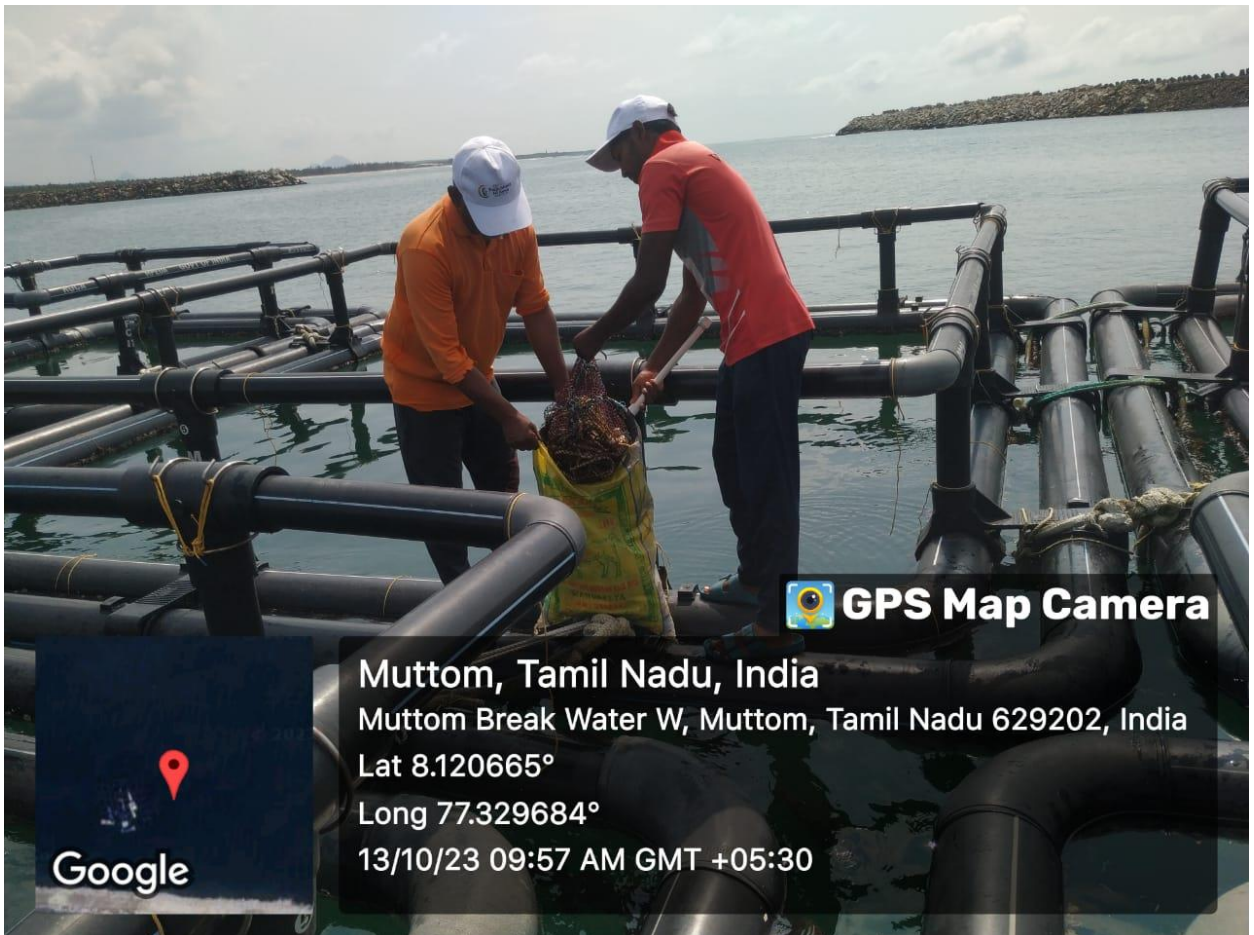 GPS Map Camera
Muttom, Tamil Nadu, India
Muttom Break Water W, Muttom, Tamil Nadu 629202, India
Lat 8.120665°
Long 77.329684°
13/10/23 09:57 AM GMT +05:30
Google